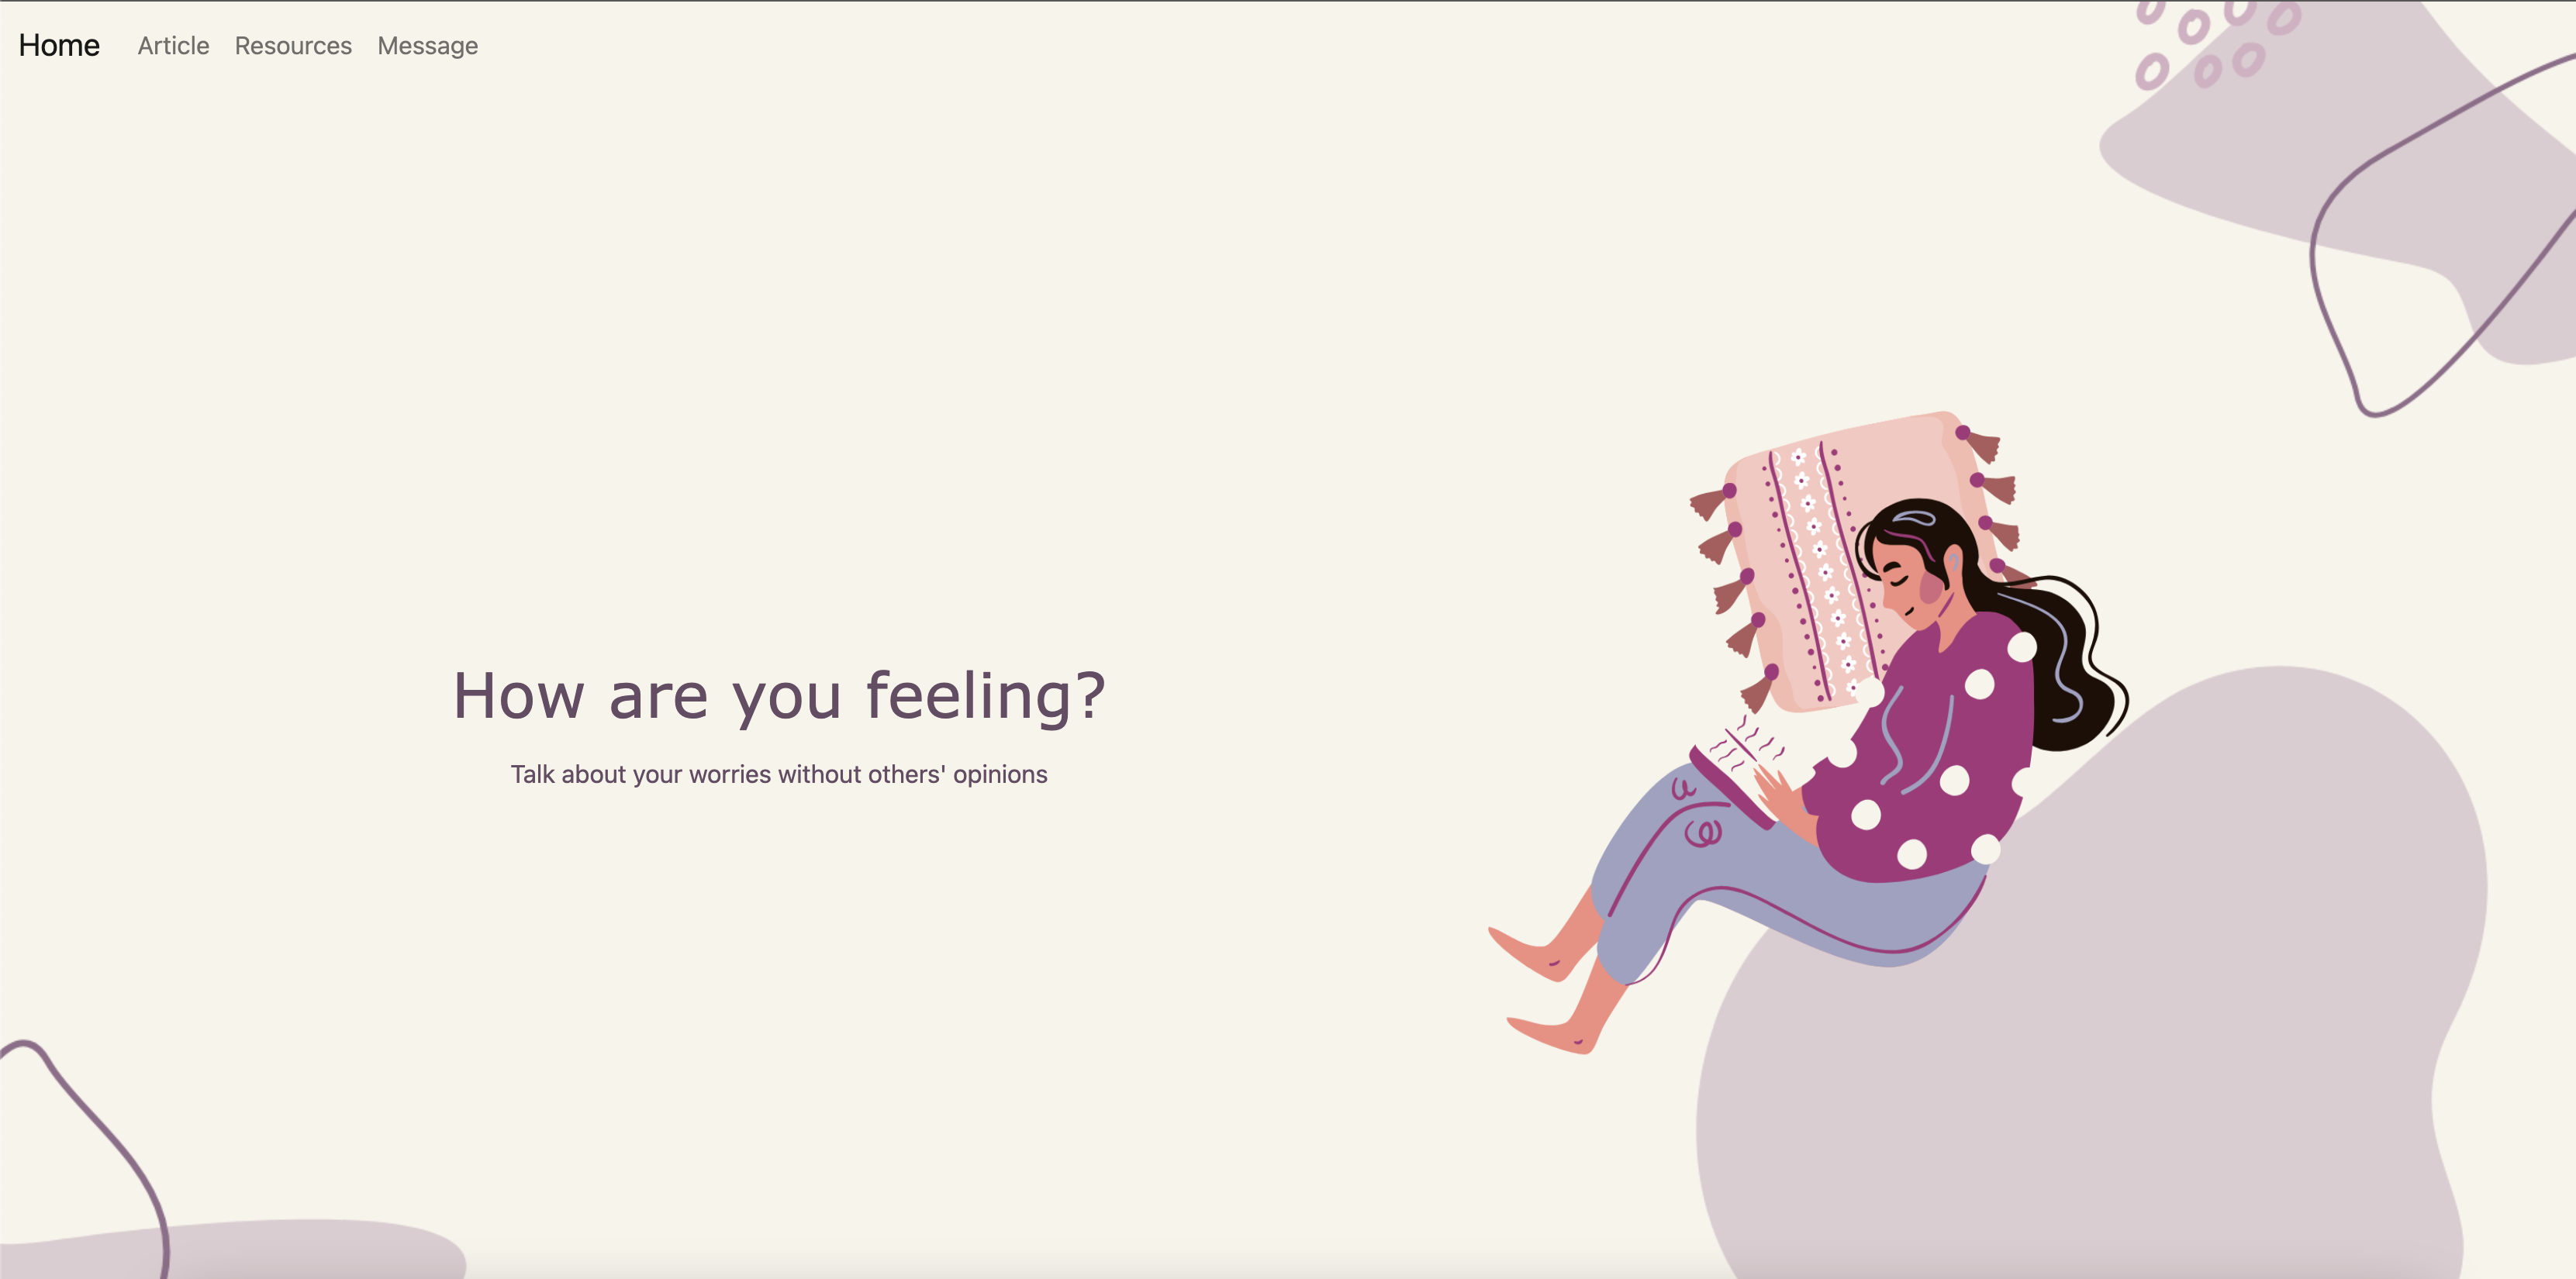 Home Article Resources Message
How are you feeling?
Talk about your worries without others' opinions